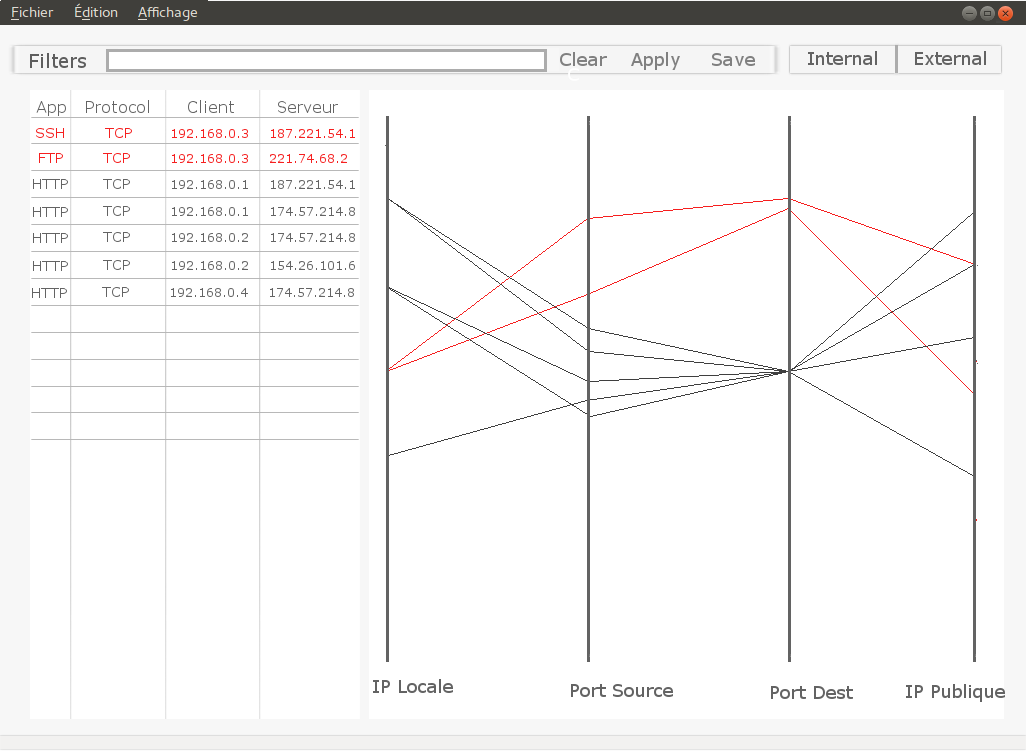 Fichier Édition Affichage
Filters Clear Apply Save Internal External
App Protocol Client Serveur
SSH TCP 192.168.0.3 187.221.54.1
FTP TCP 192.168.0.3 221.74.68.2
HTTP TCP 192.168.0.1 187.221.54.1
HTTP TCP 192.168.0.1 174.57.214.8
HTTP TCP 192.168.0.2 174.57.214.8
HTTP TCP 192.168.0.2 154.26.101.6
HTTP TCP 192.168.0.4 174.57.214.8
IP Locale Port Source Port Dest IP Publique